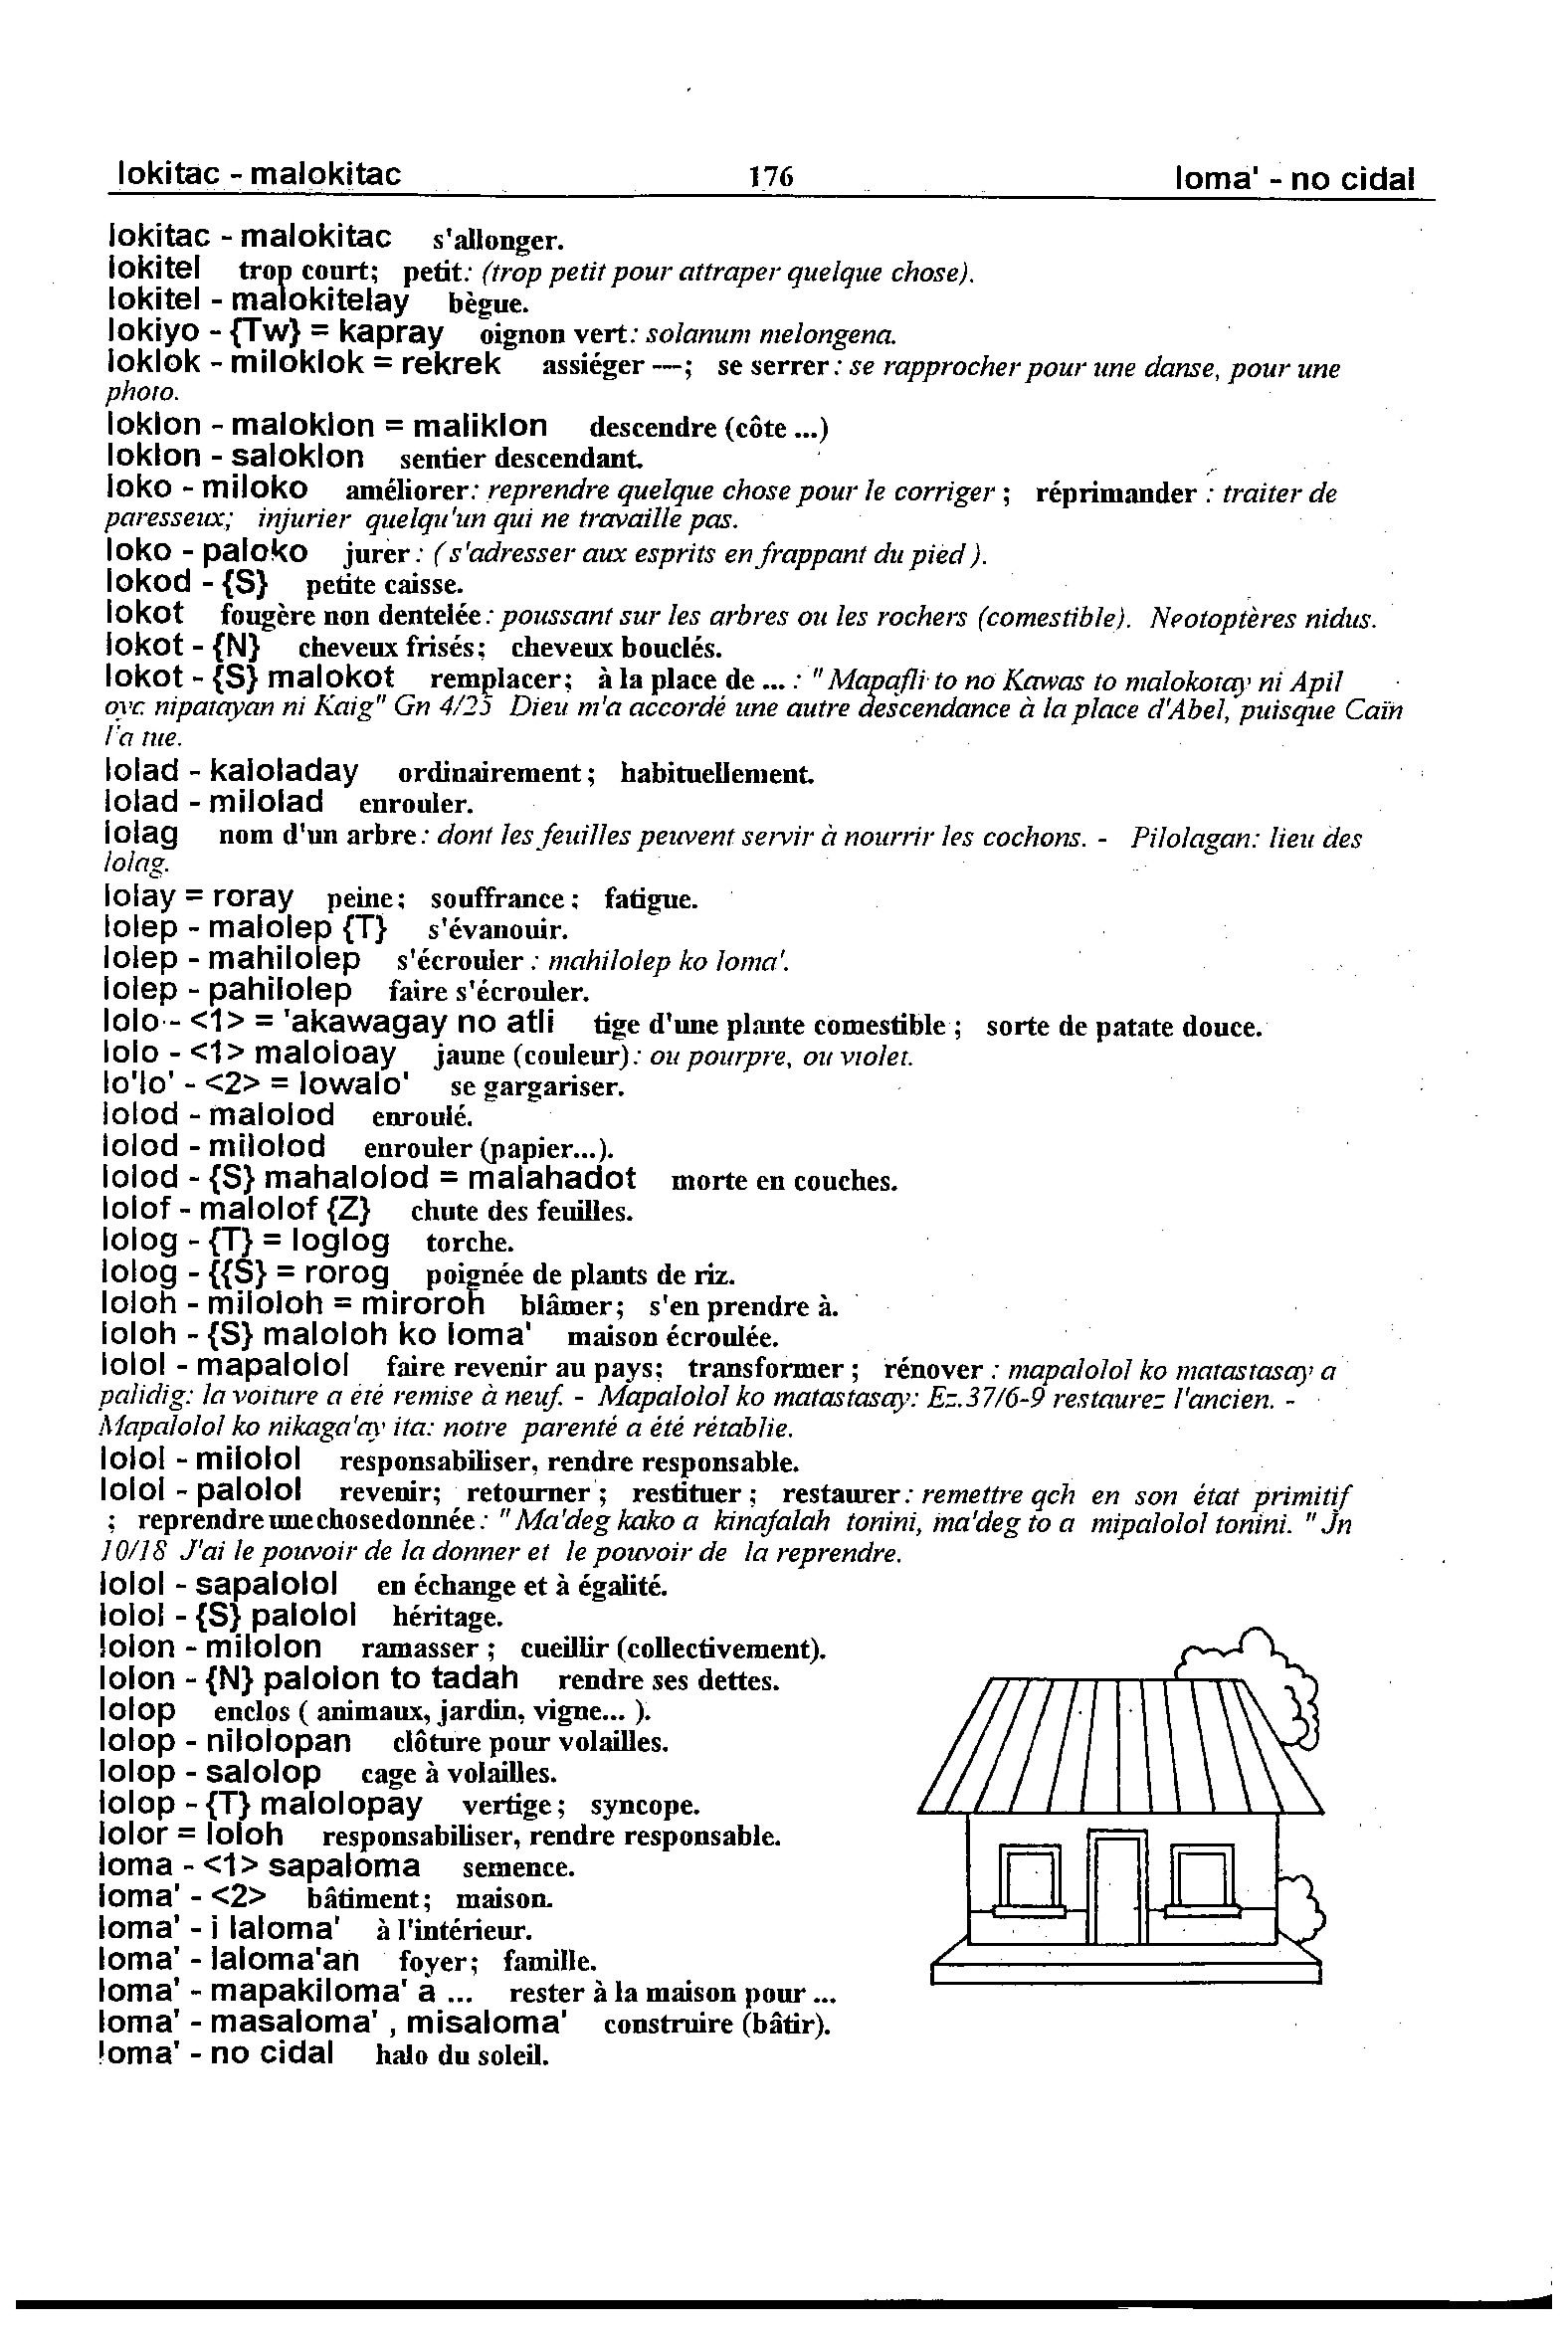 lokitac - malokitac 176 loma' - no cidal
lokitac - malokitac s'allonger.
lokitel trop court; petit: (trop petit pour attraper quelque chose).
lokitel - malokitelay bègue.
lokiyo - {Tw} = kapray oignon vert: solanum melongena.
loklok - miloklok = rekrek assiéger —; se serrer: se rapprocher pour une danse, pour une
photo.
loklon - maloklon = maliklon descendre (côte ...)
loklon - saloklon sentier descendant.
loko - miloko améliorer: reprendre quelque chose pour le corriger ; réprimander : traiter de
paresseux; injurier quelqu'un qui ne travaille pas.
loko - paloko jurer : (s'adresser aux esprits en frappant du pied ).
lokod - {S} petite caisse.
lokot fougère non dentelée: poussant sur les arbres ou les rochers (comestible). Neotoptères nidus.
lokot - {N} cheveux frisés; cheveux bouclés.
lokot - {S} malokot remplacer; à la place de ... : "Mapafli to no Kawas to malokotay ni Apil
oyc nipatayan ni Kaig" Gn 4/25 Dieu m'a accordé une autre descendance à la place d'Abel, puisque Caïn
l'a tue.
lolad - kaloladay ordinairement ; habituellement.
lolad - milolad enrouler.
lolag nom d'un arbre: dont les feuilles peuvent servir à nourrir les cochons. - Pilolagan: lieu des
lolag.
lolay = roray peine; souffrance; fatigue.
lolep - malolep {T} s'évanouir.
lolep - mahilolep s'écrouler : mahilolep ko loma'.
lolep - pahilolep faire s'écrouler.
lolo - <1> = 'akawagay no atli tige d'une plante comestible ; sorte de patate douce.
lolo - <1> maloloay jaune (couleur): ou pourpre, ou violet.
lo'lo' - <2> = lowalo' se gargariser.
lolod - malolod enroulé.
lolod - milolod enrouler (papier...).
lolod - {S} mahalolod = malahadot morte en couches.
lolof - malolof {Z} chute des feuilles.
lolog - {T} = loglog torche.
lolog - {{S} = rorog poignée de plants de riz.
loloh - miloloh = miroroh blâmer; s'en prendre à.
loloh - {S} maloloh ko loma' maison écroulée.
lolol - mapalolol faire revenir au pays; transformer ; rénover : mapalolol ko matastasay a
palidig: la voiture a été remise à neuf. - Mapalolol ko matastasay: Ez.37/6-9 restaurez l'ancien. -
Mapalolol ko nikaga'ay ita: notre parenté a été rétablie.
lolol - milolol responsabiliser, rendre responsable.
lolol - palolol revenir; retourner ; restituer ; restaurer: remettre qch en son état primitif
; reprendre une chose donnée: "Ma'deg kako a kinafalah tonini, ma'deg to a mipalolol tonini. "Jn
10/18 J'ai le pouvoir de la donner et le pouvoir de la reprendre.
lolol - sapalolol en échange et à égalité.
lolol - {S} palolol héritage.
lolon - milolon ramasser ; cueillir (collectivement).
lolon - {N} palolon to tadah rendre ses dettes.
lolop enclos ( animaux, jardin, vigne... ).
lolop - nilolopan clôture pour volailles.
lolop - salolop cage à volailles.
lolop - {T} malolopay vertige; syncope.
lolor = loloh responsabiliser, rendre responsable.
loma - <1> sapaloma semence.
loma' - <2> bâtiment; maison.
loma' - i laloma' à l'intérieur.
loma' - laloma'an foyer; famille.
loma' - mapakiloma' a ... rester à la maison pour ...
loma' - masaloma' , misaloma' construire (bâtir).
loma' - no cidal halo du soleil.